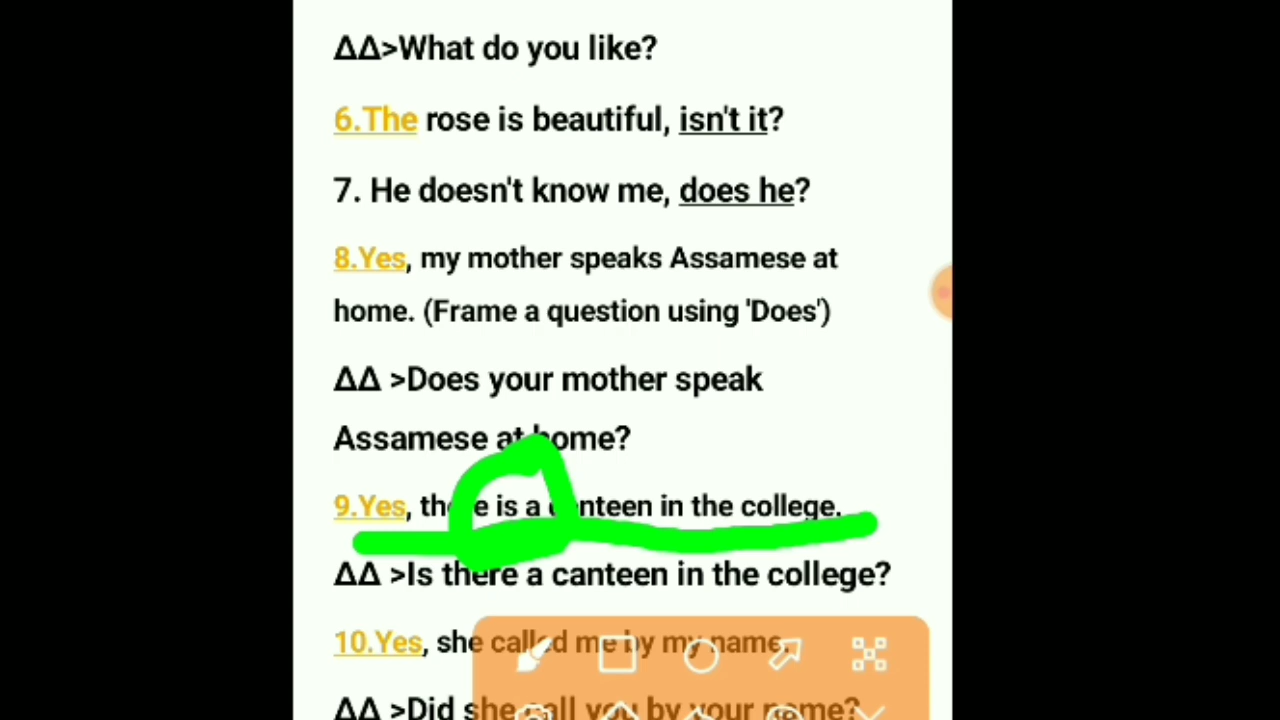 ΔΔ>What do you like?
6.The rose is beautiful, isn't it?
7. He doesn't know me, does he?
8.Yes, my mother speaks Assamese at
home. (Frame a question using 'Does')
ΔΔ >Does your mother speak
Assamese at home?
9.Yes, there is a canteen in the college.
ΔΔ >Is there a canteen in the college?
10.Yes, she called me by my name.
ΔΔ >Did she call you by your name?